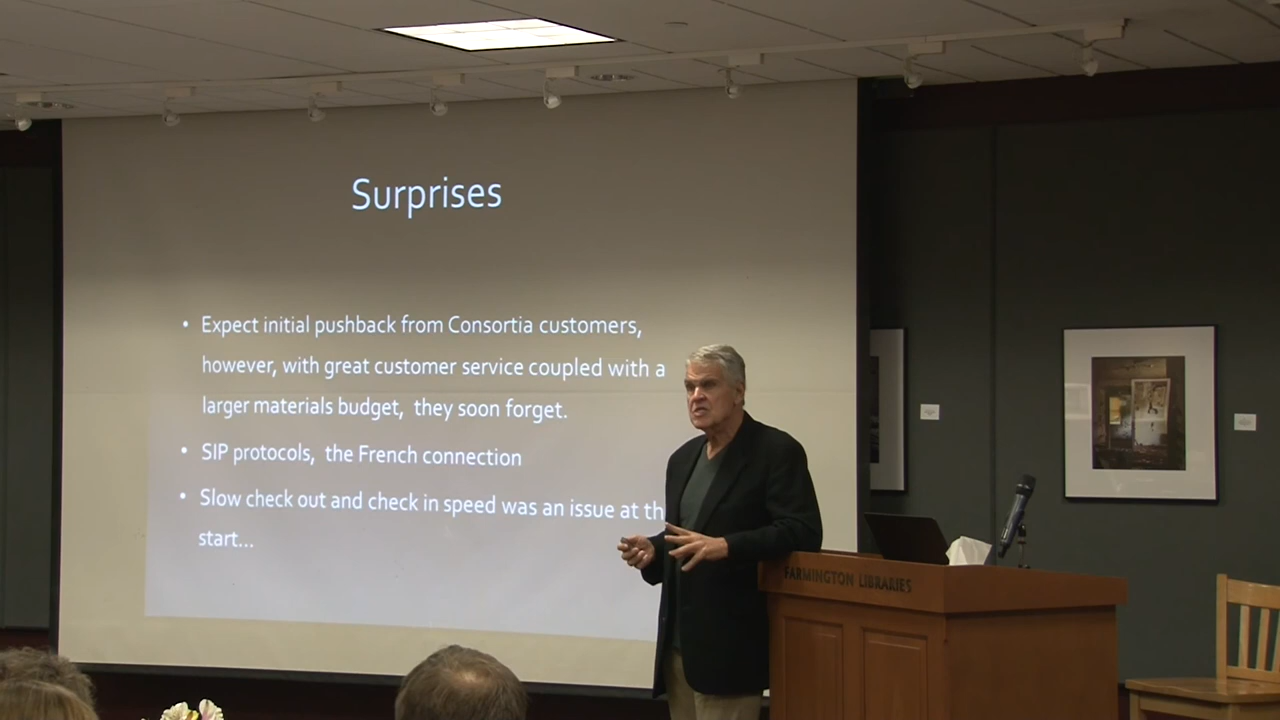 Surprises
• Expect initial pushback from Consortia customers,
however, with great customer service coupled with a
larger materials budget, they soon forget.
• SIP protocols, the French connection
• Slow check out and check in speed was an issue at th
start...
FARMINGTON LIBRARIES